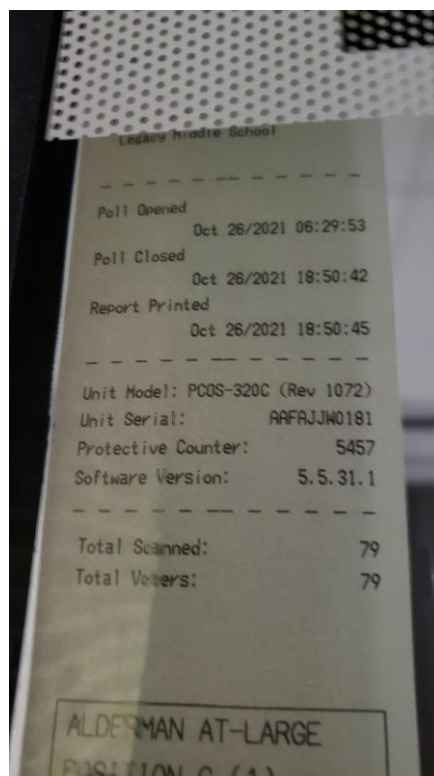 Legacy Middle School
Poll Opened
Oct 26/2021 06:29:53
Poll Closed
Oct 26/2021 18:50:42
Report Printed
Oct 26/2021 18:50:45
Unit Model: PCOS-320C (Rev 1072)
Unit Serial: AAFAJJW0181
Protective Counter: 5457
Software Version: 5.5.31.1
Total Scanned: 79
Total Voters: 79
ALDERMAN AT-LARGE
POSITION C (1)